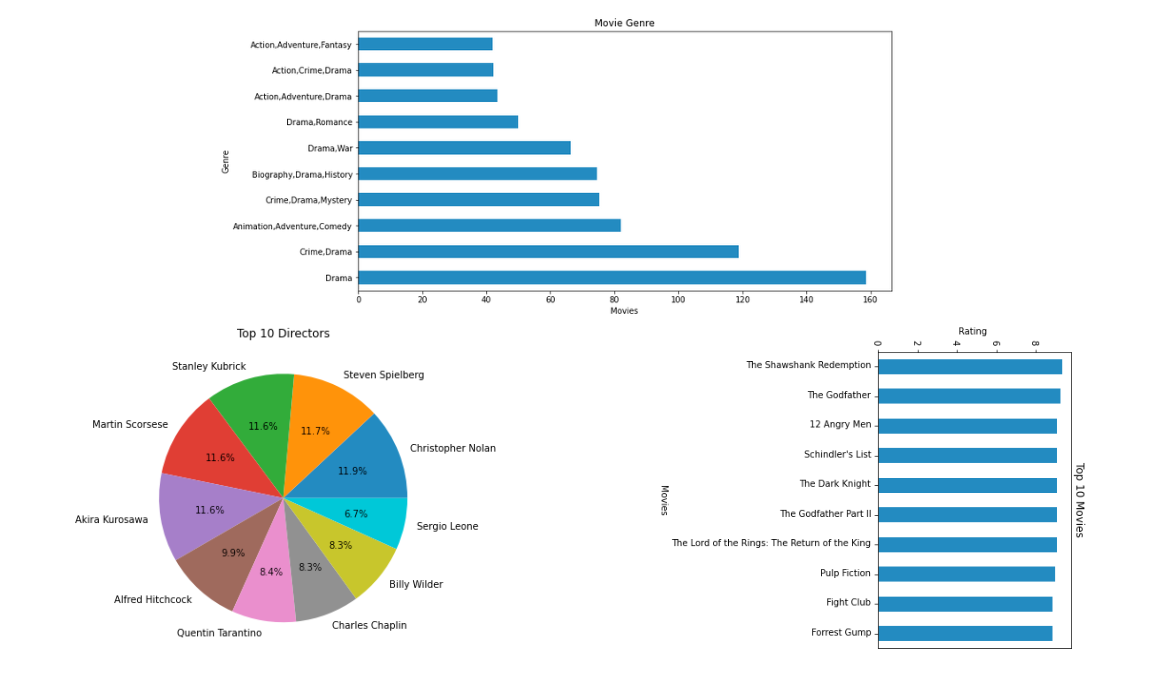 Movie Genre
Genre
Action,Adventure,Fantasy
Action,Crime,Drama
Action,Adventure,Drama
Drama,Romance
Drama,War
Biography,Drama,History
Crime,Drama,Mystery
Animation,Adventure,Comedy
Crime,Drama
Drama
0 20 40 60 80 100 120 140 160
Movies
Top 10 Directors
Stanley Kubrick
Steven Spielberg
Martin Scorsese
Christopher Nolan
Akira Kurosawa
Sergio Leone
Alfred Hitchcock
Billy Wilder
Quentin Tarantino
Charles Chaplin
11.6%
11.7%
11.6%
11.9%
11.6%
6.7%
9.9%
8.3%
8.4%
8.3%
Rating
0 2 4 6 8
Movies
The Shawshank Redemption
The Godfather
12 Angry Men
Schindler's List
The Dark Knight
The Godfather Part II
The Lord of the Rings: The Return of the King
Pulp Fiction
Fight Club
Forrest Gump
Top 10 Movies